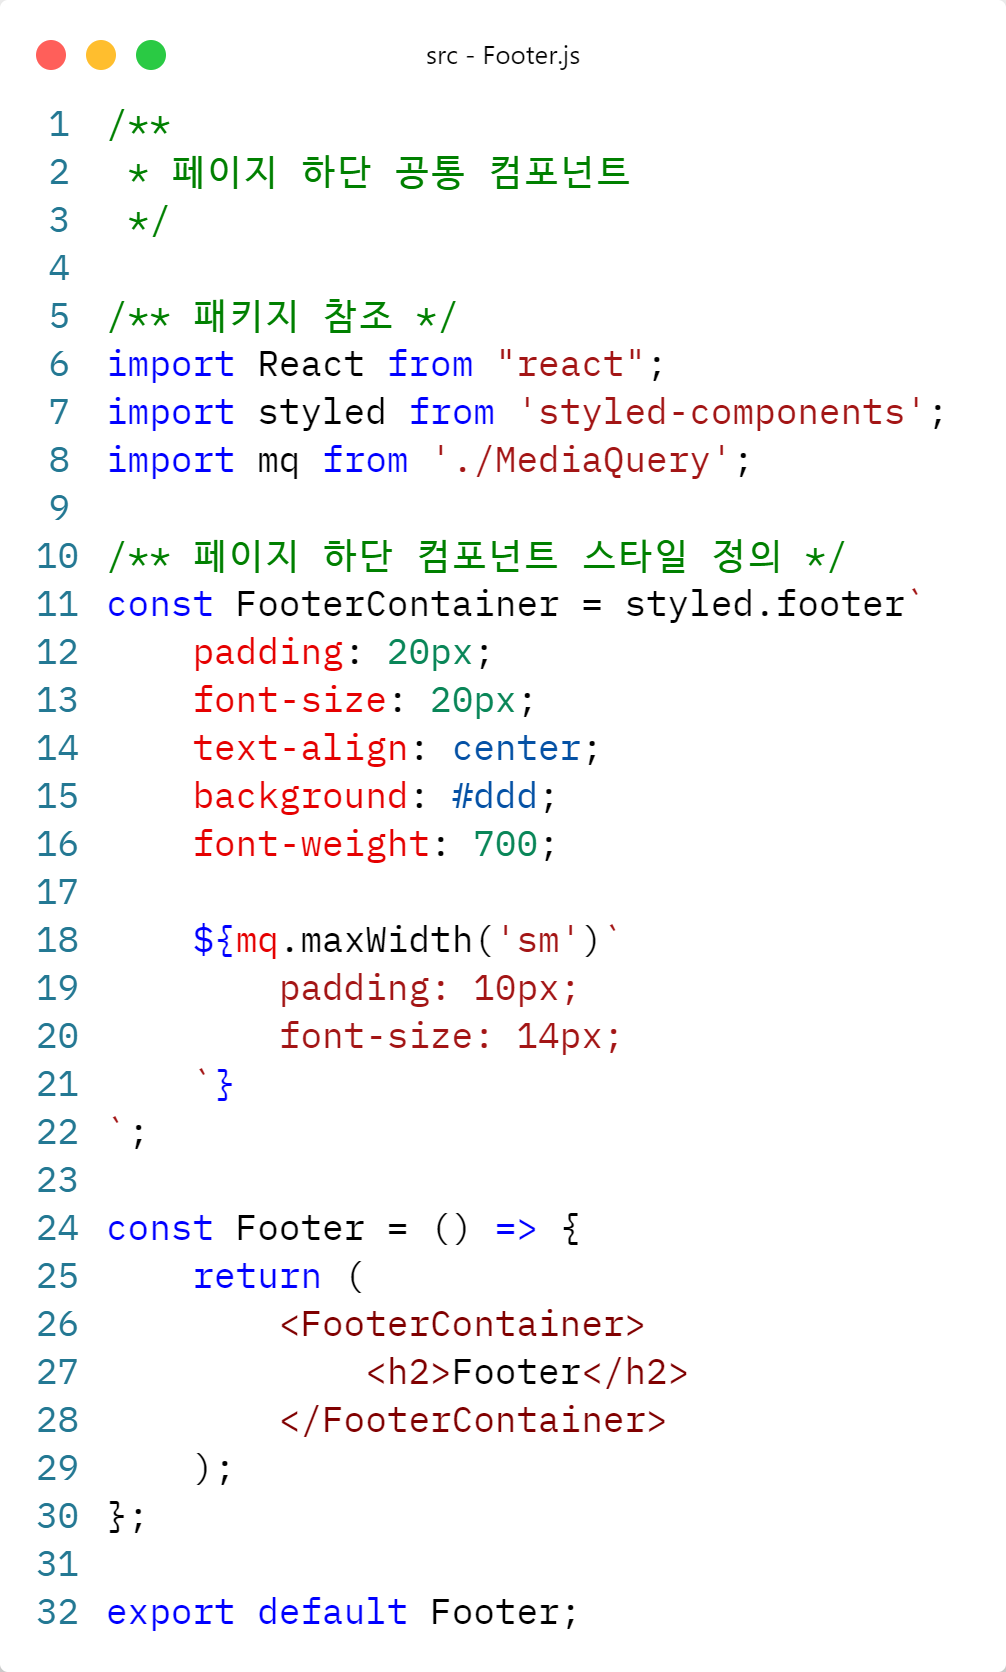 src - Footer.js
1 /**
2  * 페이지 하단 공통 컴포넌트
3  */
4
5 /** 패키지 참조 */
6 import React from "react";
7 import styled from 'styled-components';
8 import mq from './MediaQuery';
9
10 /** 페이지 하단 컴포넌트 스타일 정의 */
11 const FooterContainer = styled.footer`
12     padding: 20px;
13     font-size: 20px;
14     text-align: center;
15     background: #ddd;
16     font-weight: 700;
17
18     ${mq.maxWidth('sm')`
19         padding: 10px;
20         font-size: 14px;
21     `}
22 `;
23
24 const Footer = () => {
25     return (
26         <FooterContainer>
27             <h2>Footer</h2>
28         </FooterContainer>
29     );
30 };
31
32 export default Footer;